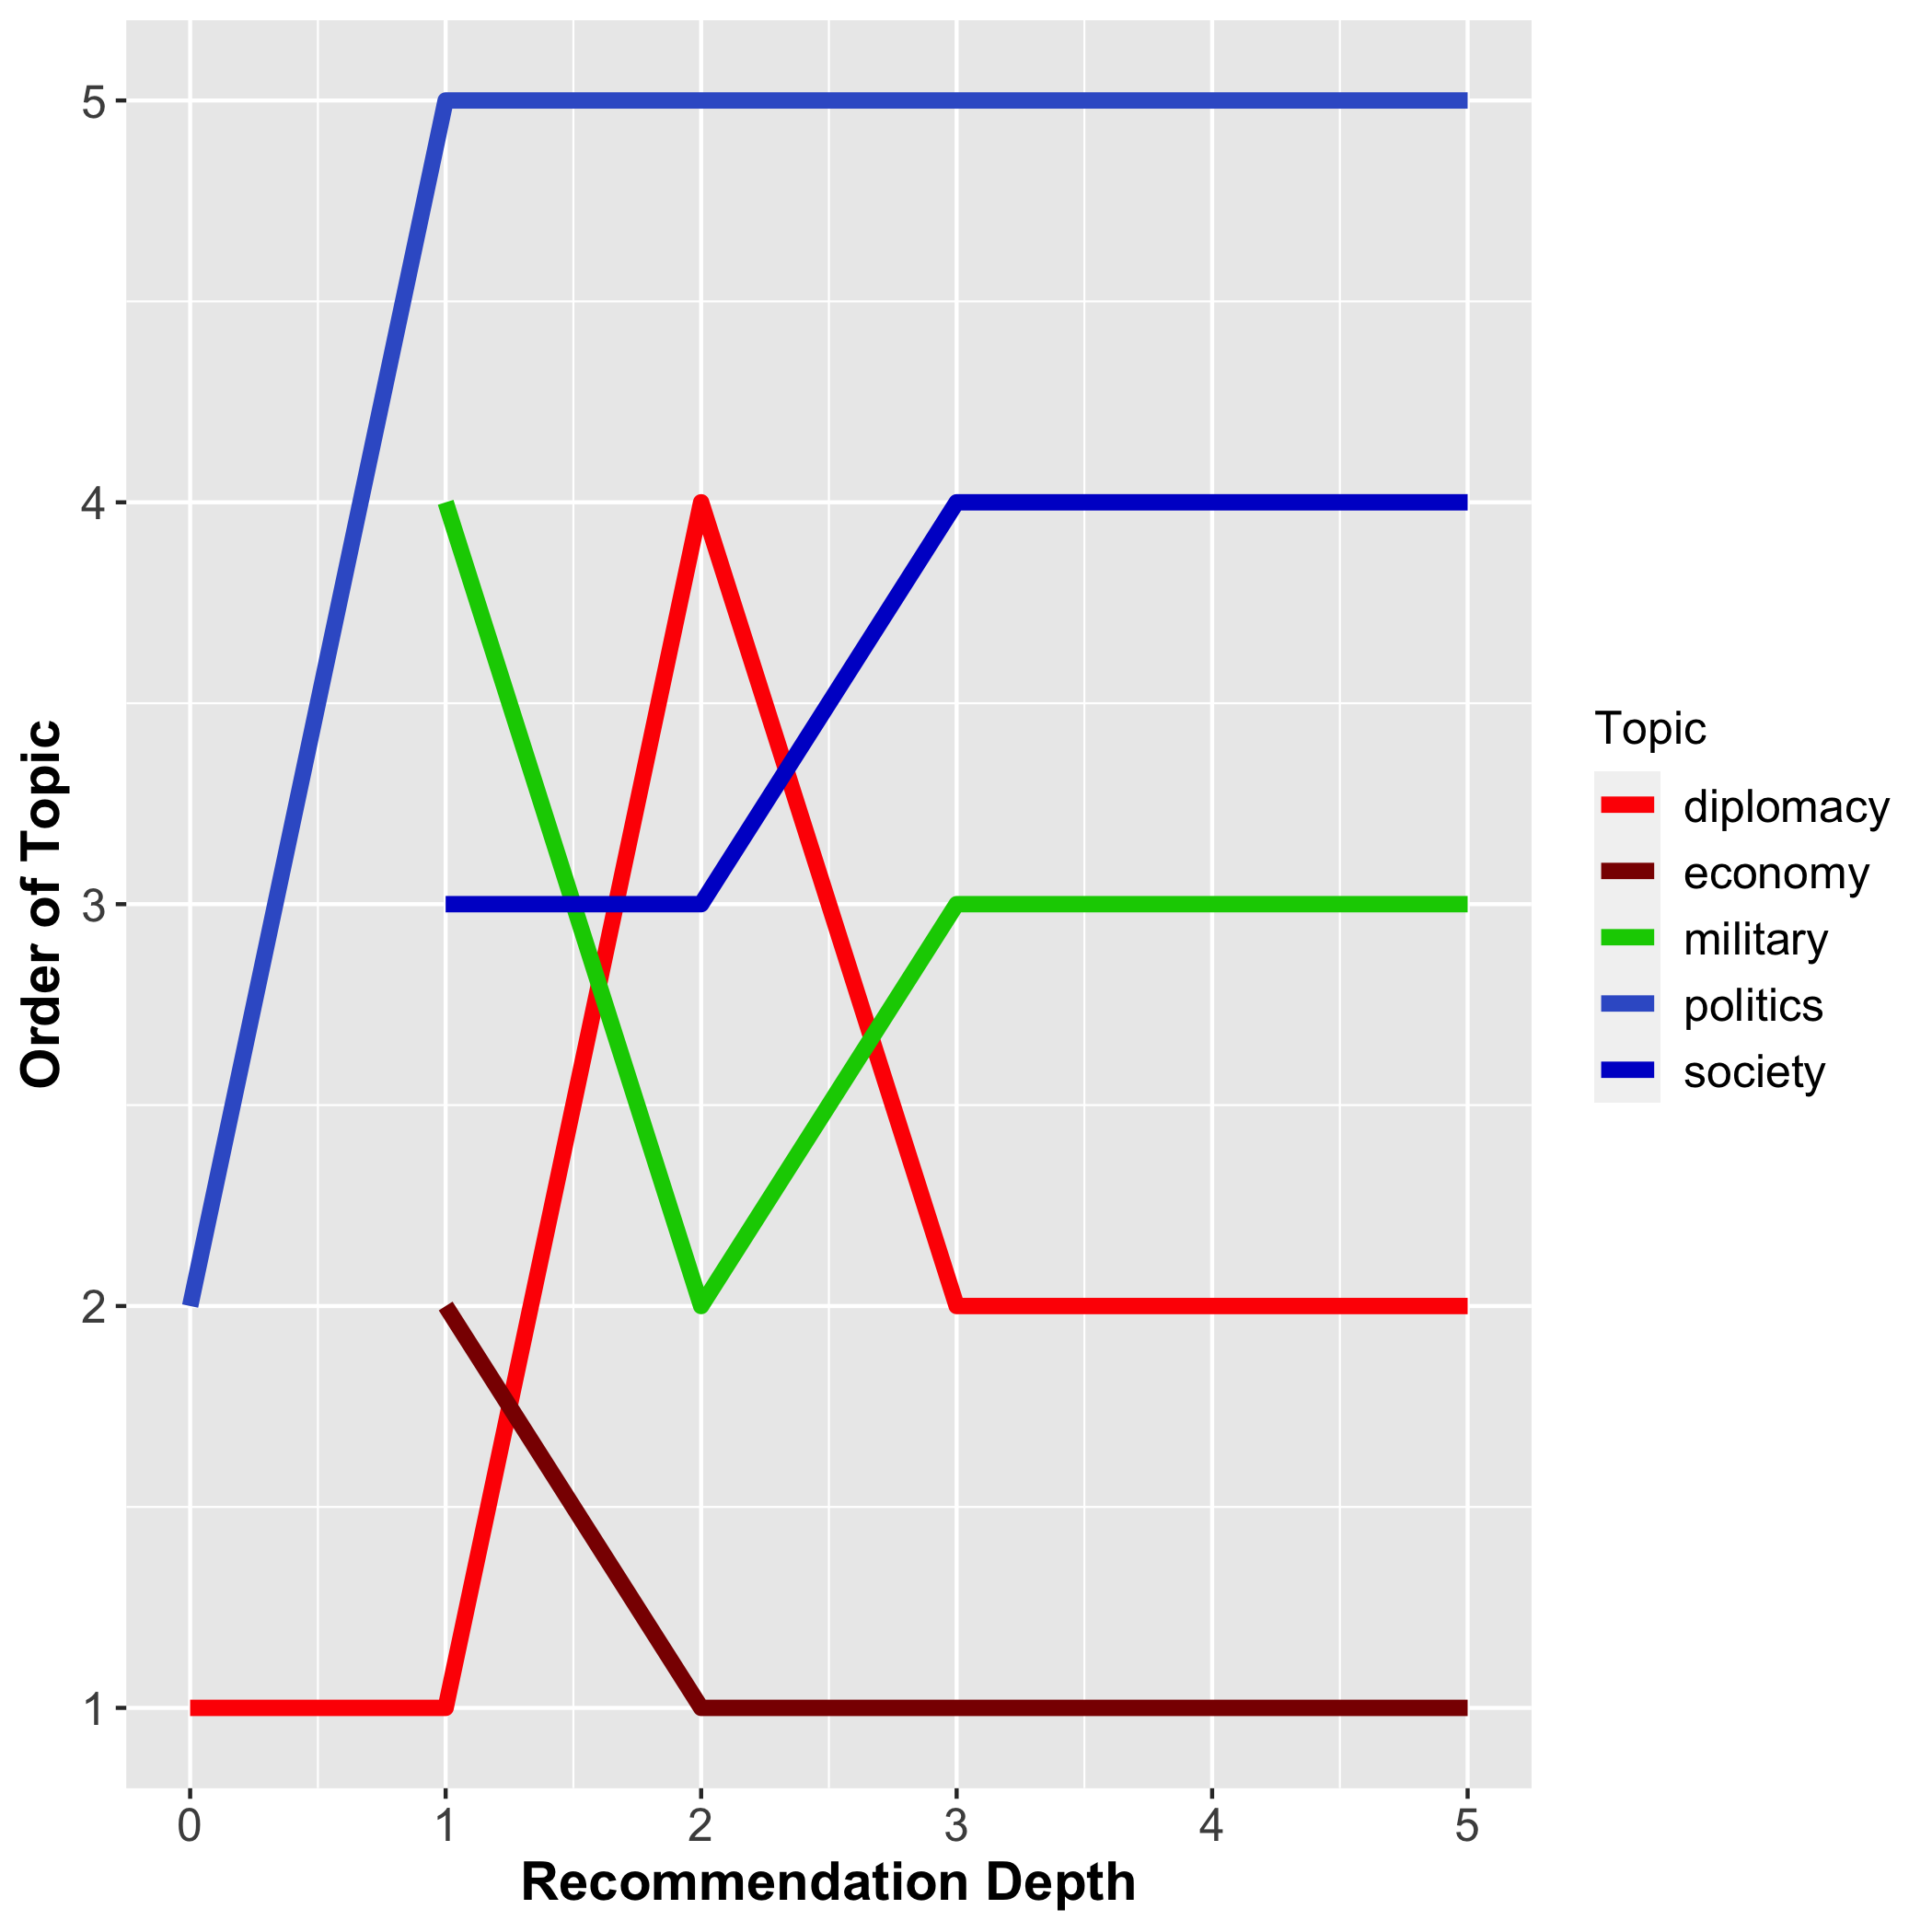 Order of Topic
5
4
3
2
1
0 1 2 3 4 5
Recommendation Depth
Topic
diplomacy
economy
military
politics
society